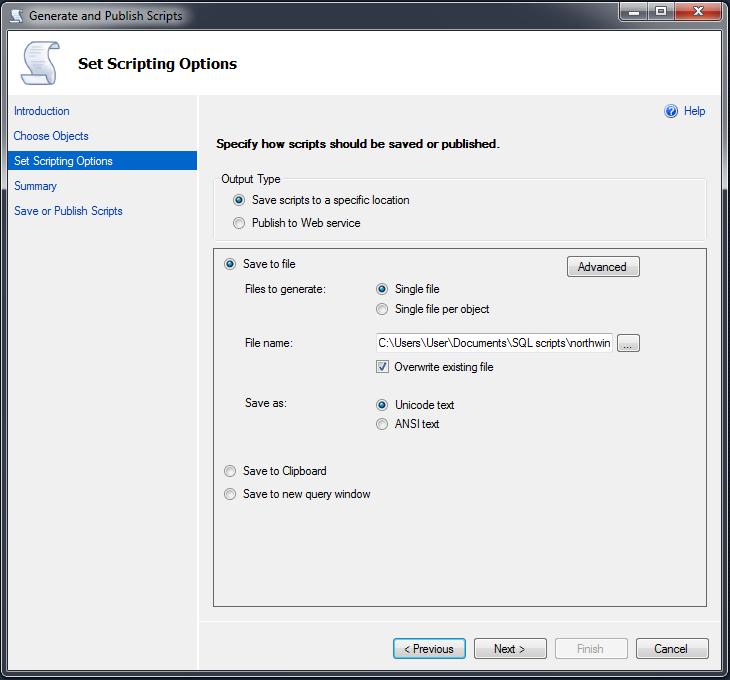 Generate and Publish Scripts
Set Scripting Options
Introduction
Choose Objects
Set Scripting Options
Summary
Save or Publish Scripts
Help
Specify how scripts should be saved or published.
Output Type
Save scripts to a specific location
Publish to Web service
Save to file
Advanced
Files to generate:
Single file
Single file per object
File name:
C:\Users\User\Documents\SQL scripts\northwin
...
Overwrite existing file
Save as:
Unicode text
ANSI text
Save to Clipboard
Save to new query window
< Previous
Next >
Finish
Cancel